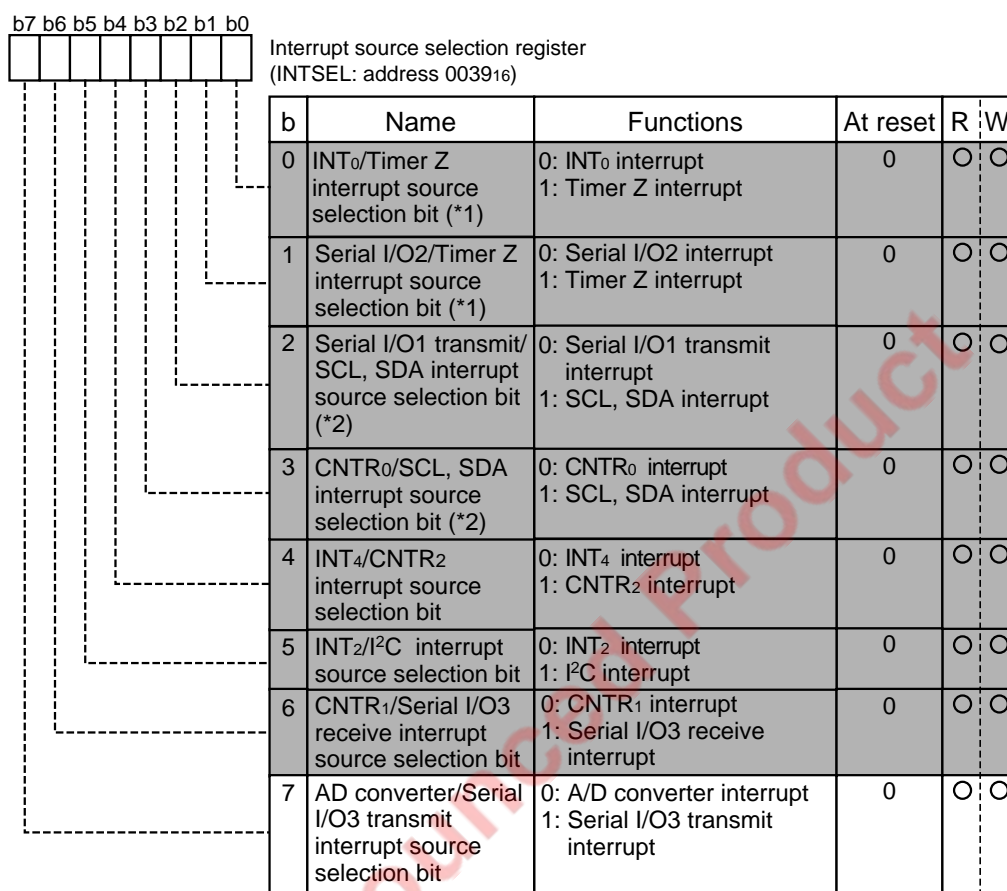 b7 b6 b5 b4 b3 b2 b1 b0
Interrupt source selection register
(INTSEL: address 003916)
b Name Functions At reset R W
0 INT0/Timer Z interrupt source selection bit (*1) 0: INT0 interrupt 1: Timer Z interrupt 0 O O
1 Serial I/O2/Timer Z interrupt source selection bit (*1) 0: Serial I/O2 interrupt 1: Timer Z interrupt 0 O O
2 Serial I/O1 transmit/ SCL, SDA interrupt source selection bit (*2) 0: Serial I/O1 transmit interrupt 1: SCL, SDA interrupt 0 O O
3 CNTR0/SCL, SDA interrupt source selection bit (*2) 0: CNTR0 interrupt 1: SCL, SDA interrupt 0 O O
4 INT4/CNTR2 interrupt source selection bit 0: INT4 interrupt 1: CNTR2 interrupt 0 O O
5 INT2/I²C interrupt source selection bit 0: INT2 interrupt 1: I²C interrupt 0 O O
6 CNTR1/Serial I/O3 receive interrupt source selection bit 0: CNTR1 interrupt 1: Serial I/O3 receive interrupt 0 O O
7 AD converter/Serial I/O3 transmit interrupt source selection bit 0: A/D converter interrupt 1: Serial I/O3 transmit interrupt 0 O O
ounced Product